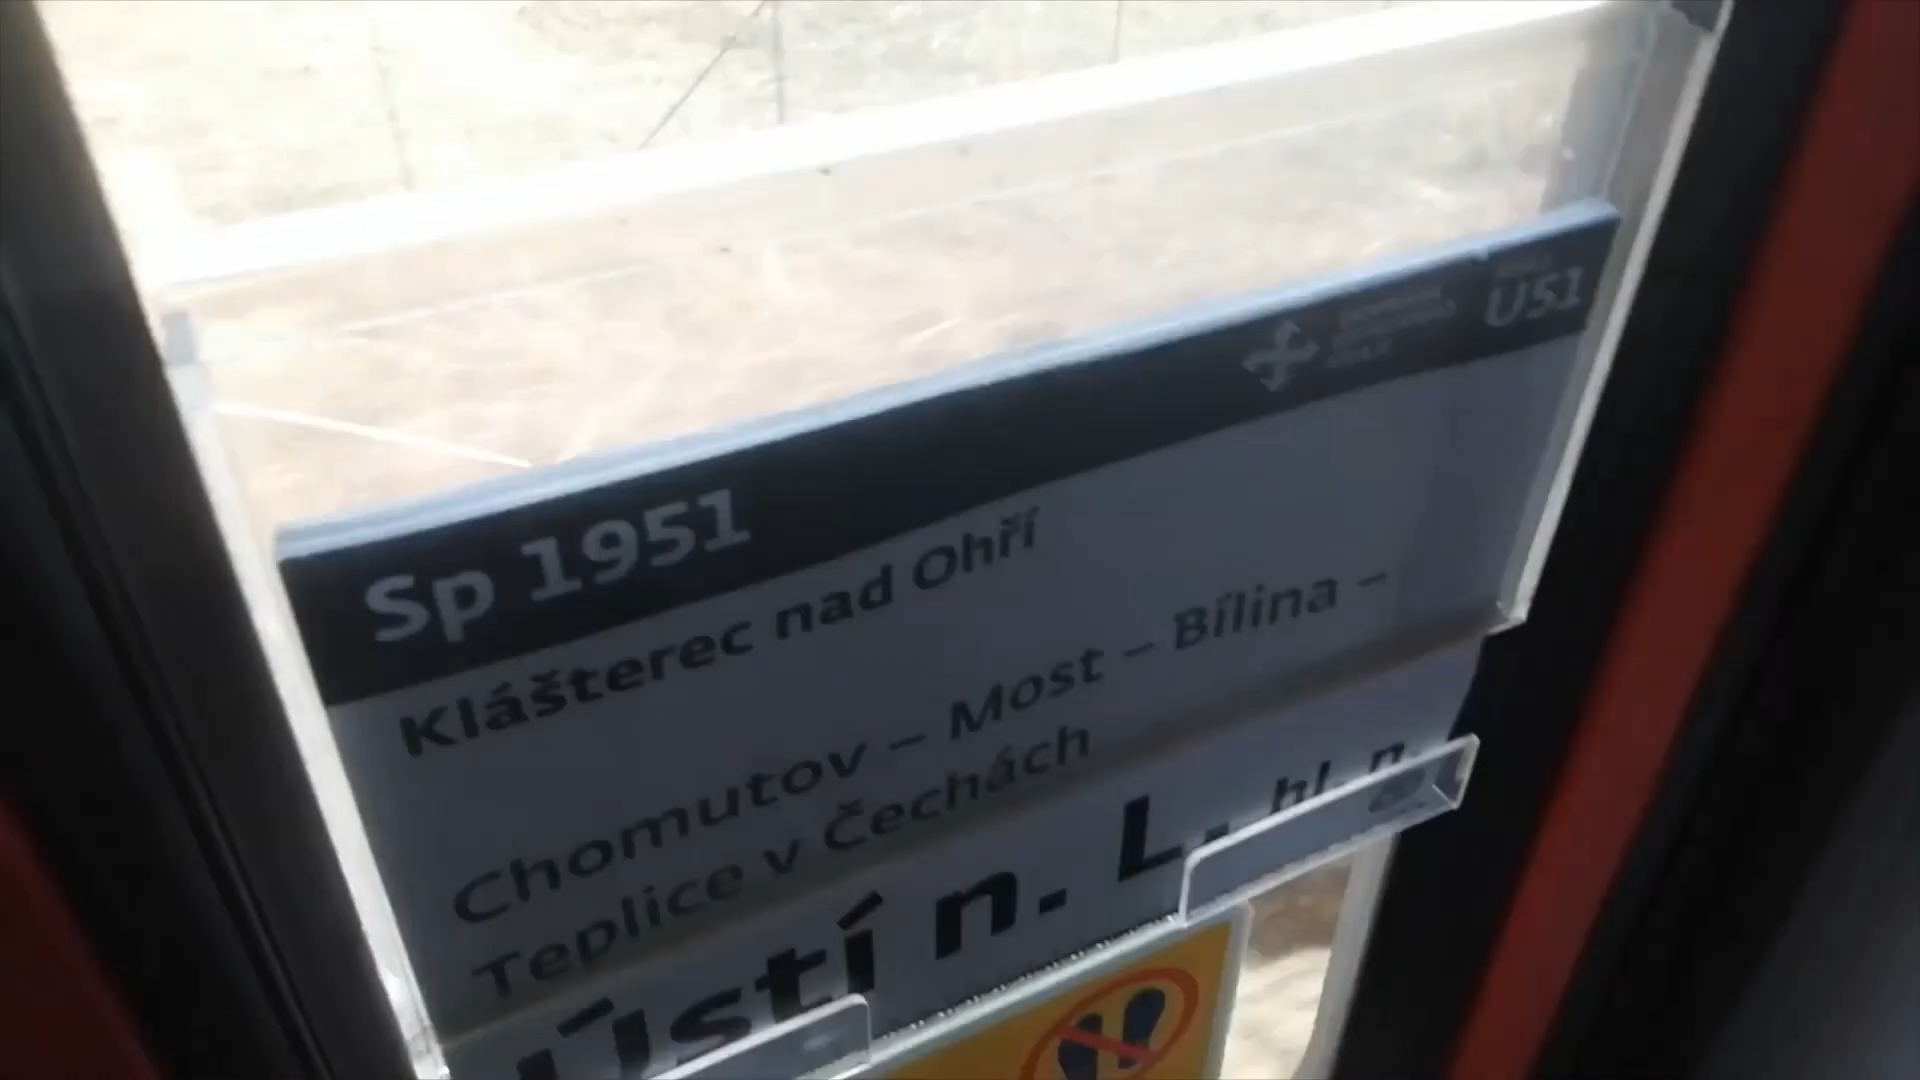 Sp 1951
U51
Klášterec nad Ohří
Chomutov – Most – Bílina –
Teplice v Čechách
Ústí n. L. hl. n.